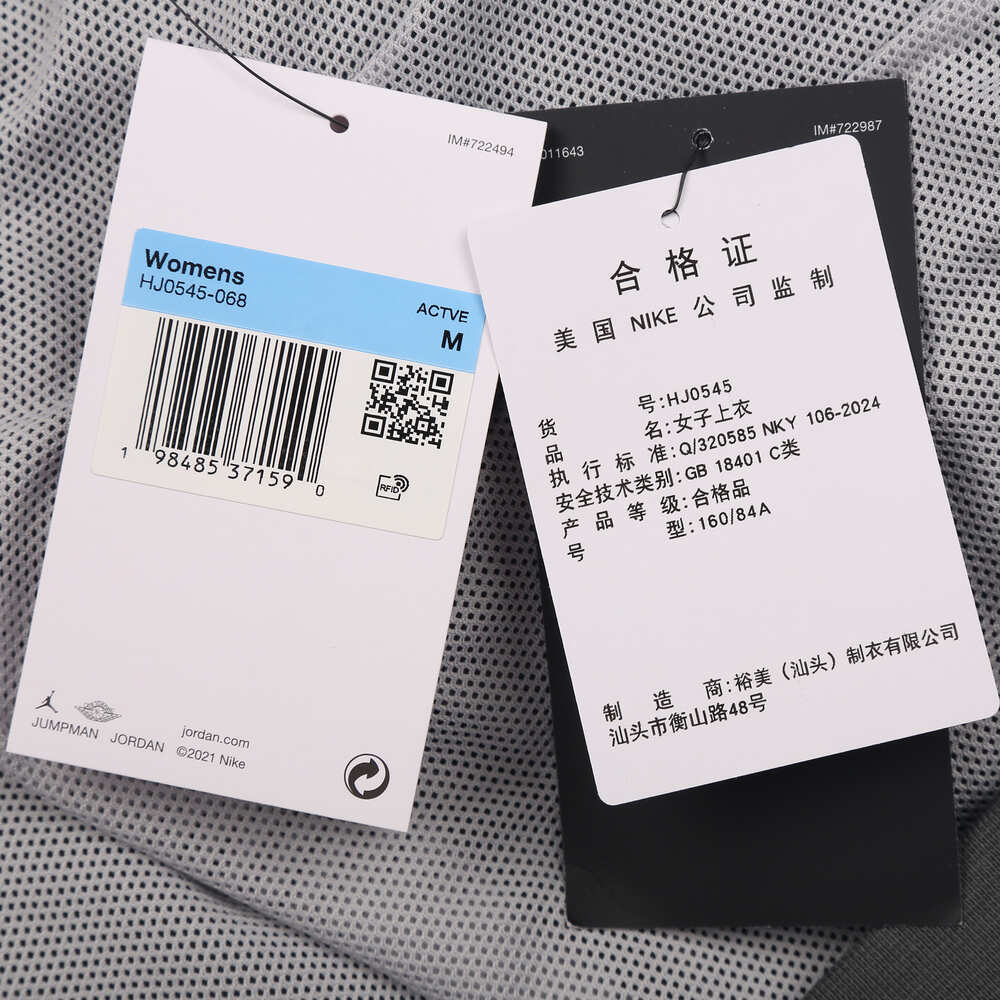 IM#722494
Womens
HJ0545-068
ACTVE
M
1 98485 37159 0
RFID
JUMPMAN JORDAN
jordan.com
©2021 Nike
011643
IM#722987
合格证
美国NIKE公司监制
货号:HJ0545
品名:女子上衣
执行标准:Q/320585 NKY 106-2024
安全技术类别:GB 18401 C类
产品等级:合格品
号型:160/84A
制造商:裕美（汕头）制衣有限公司
汕头市衡山路48号